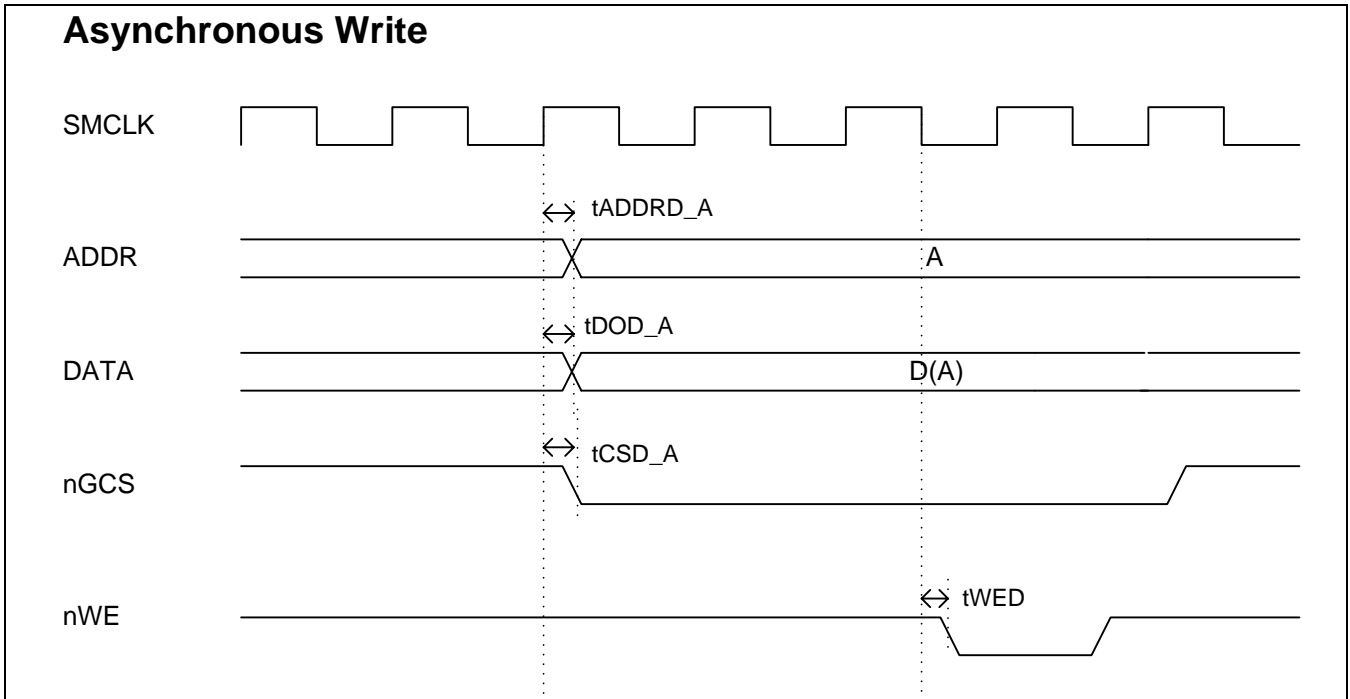 Asynchronous Write
SMCLK
tADDRD_A
ADDR
A
tDOD_A
DATA
D(A)
tCSD_A
nGCS
tWED
nWE